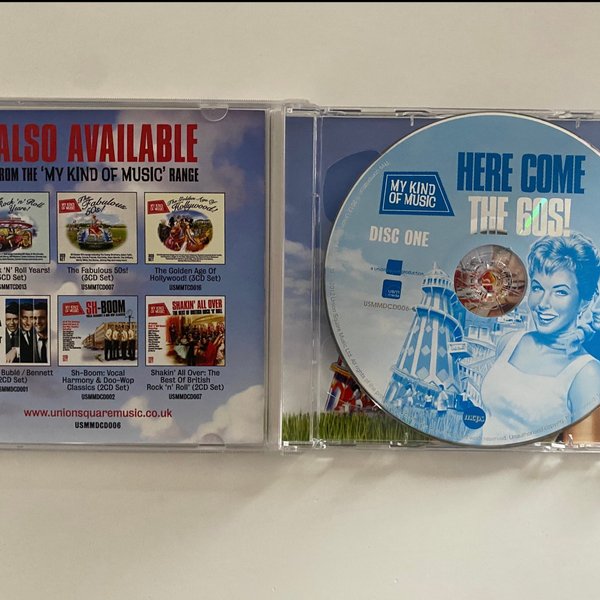 ALSO AVAILABLE
FROM THE 'MY KIND OF MUSIC' RANGE
'N' Roll Years!
(3CD Set)
USMMTCD013
The Fabulous 50s!
(3CD Set)
USMMTCD007
The Golden Age Of
Hollywood! (3CD Set)
USMMTCD016
SH-BOOM
SHAKIN' ALL OVER
Bublé / Bennett
(2CD Set)
Sh-Boom: Vocal
Harmony & Doo-Wop
Classics (2CD Set)
USMMDCD002
Shakin' All Over: The
Best Of British
Rock 'n' Roll (2CD Set)
USMMDCD007
www.unionsquaremusic.co.uk
USMMDCD006
MY KIND
OF MUSIC
HERE COME
THE 60S!
DISC ONE
USMMDCD006
mcps